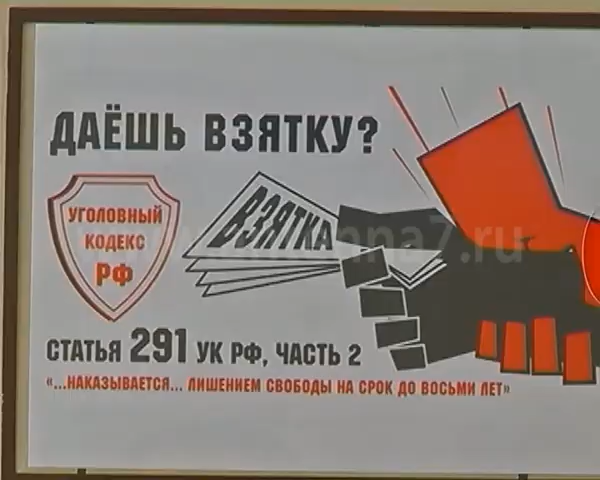 ДАЁШЬ ВЗЯТКУ?
УГОЛОВНЫЙ
КОДЕКС
РФ
ВЗЯТКА
СТАТЬЯ 291 УК РФ, ЧАСТЬ 2
«...НАКАЗЫВАЕТСЯ... ЛИШЕНИЕМ СВОБОДЫ НА СРОК ДО ВОСЬМИ ЛЕТ»